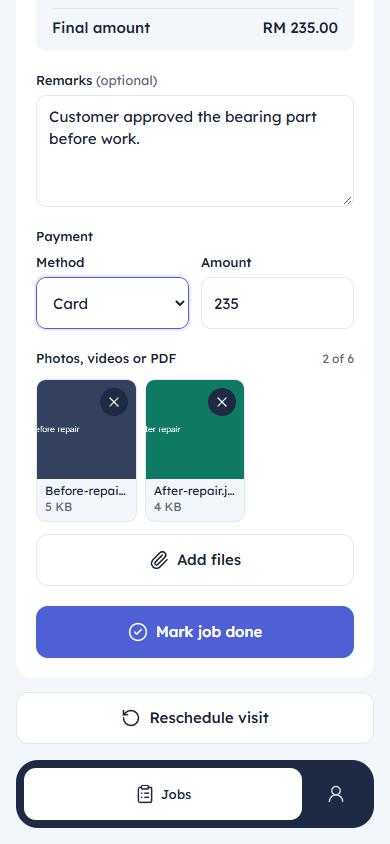 Final amount RM 235.00
Remarks (optional)
Customer approved the bearing part
before work.
Payment
Method Amount
Card 235
Photos, videos or PDF 2 of 6
efore repair ter repair
Before-repai... After-repair.j...
5 KB 4 KB
Add files
Mark job done
Reschedule visit
Jobs